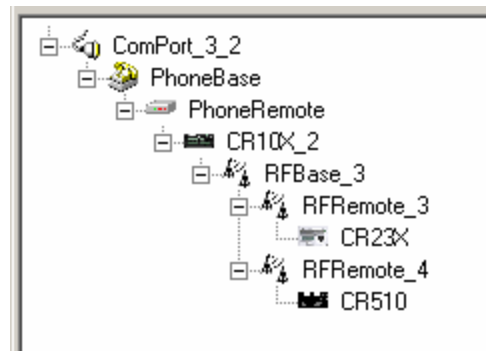 ComPort_3_2
PhoneBase
PhoneRemote
CR10X_2
RFBase_3
RFRemote_3
CR23X
RFRemote_4
CR510